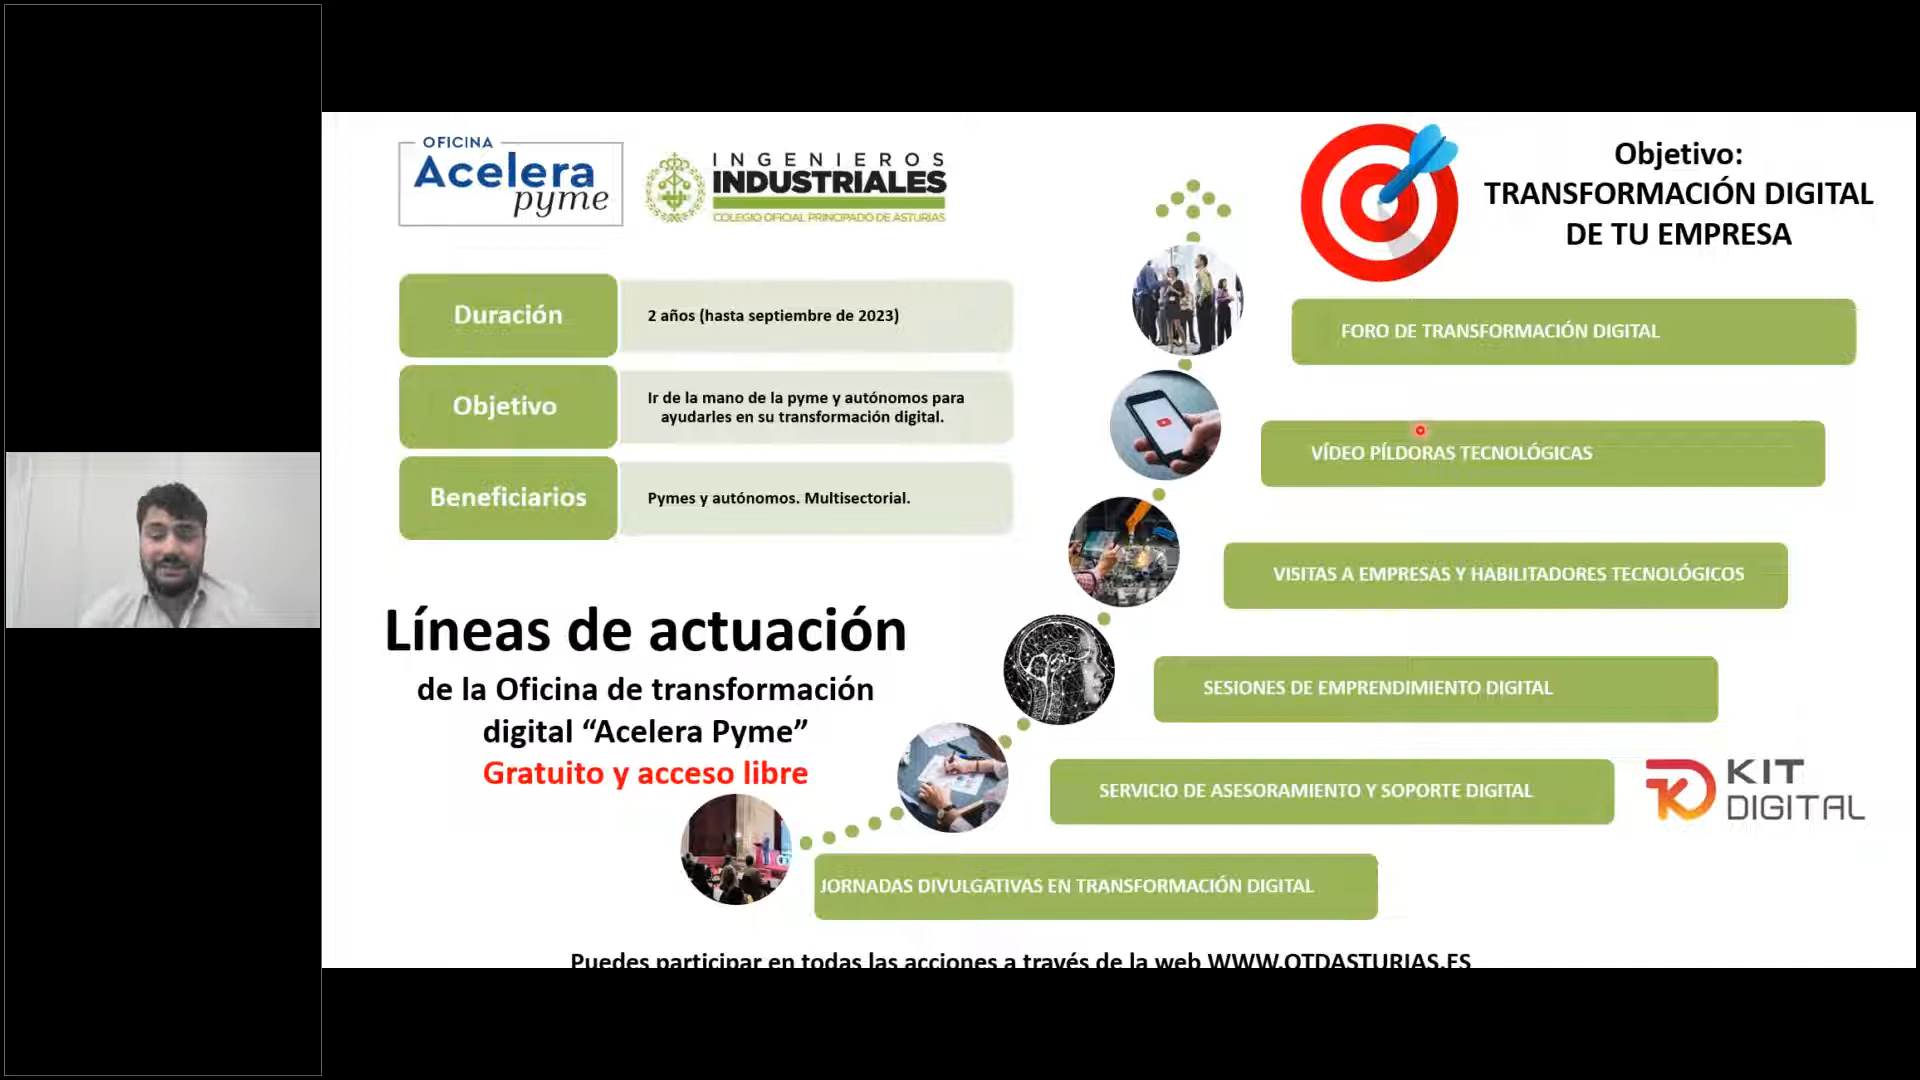 OFICINA
Acelera
pyme
INGENIEROS
INDUSTRIALES
COLEGIO OFICIAL PRINCIPADO DE ASTURIAS
Objetivo:
TRANSFORMACIÓN DIGITAL
DE TU EMPRESA
Duración
2 años (hasta septiembre de 2023)
Objetivo
Ir de la mano de la pyme y autónomos para
ayudarles en su transformación digital.
Beneficiarios
Pymes y autónomos. Multisectorial.
Líneas de actuación
de la Oficina de transformación
digital “Acelera Pyme”
Gratuito y acceso libre
FORO DE TRANSFORMACIÓN DIGITAL
VÍDEO PÍLDORAS TECNOLÓGICAS
VISITAS A EMPRESAS Y HABILITADORES TECNOLÓGICOS
SESIONES DE EMPRENDIMIENTO DIGITAL
SERVICIO DE ASESORAMIENTO Y SOPORTE DIGITAL
KIT
DIGITAL
JORNADAS DIVULGATIVAS EN TRANSFORMACIÓN DIGITAL
Puedes participar en todas las acciones a través de la web WWW.OTDASTURIAS.ES